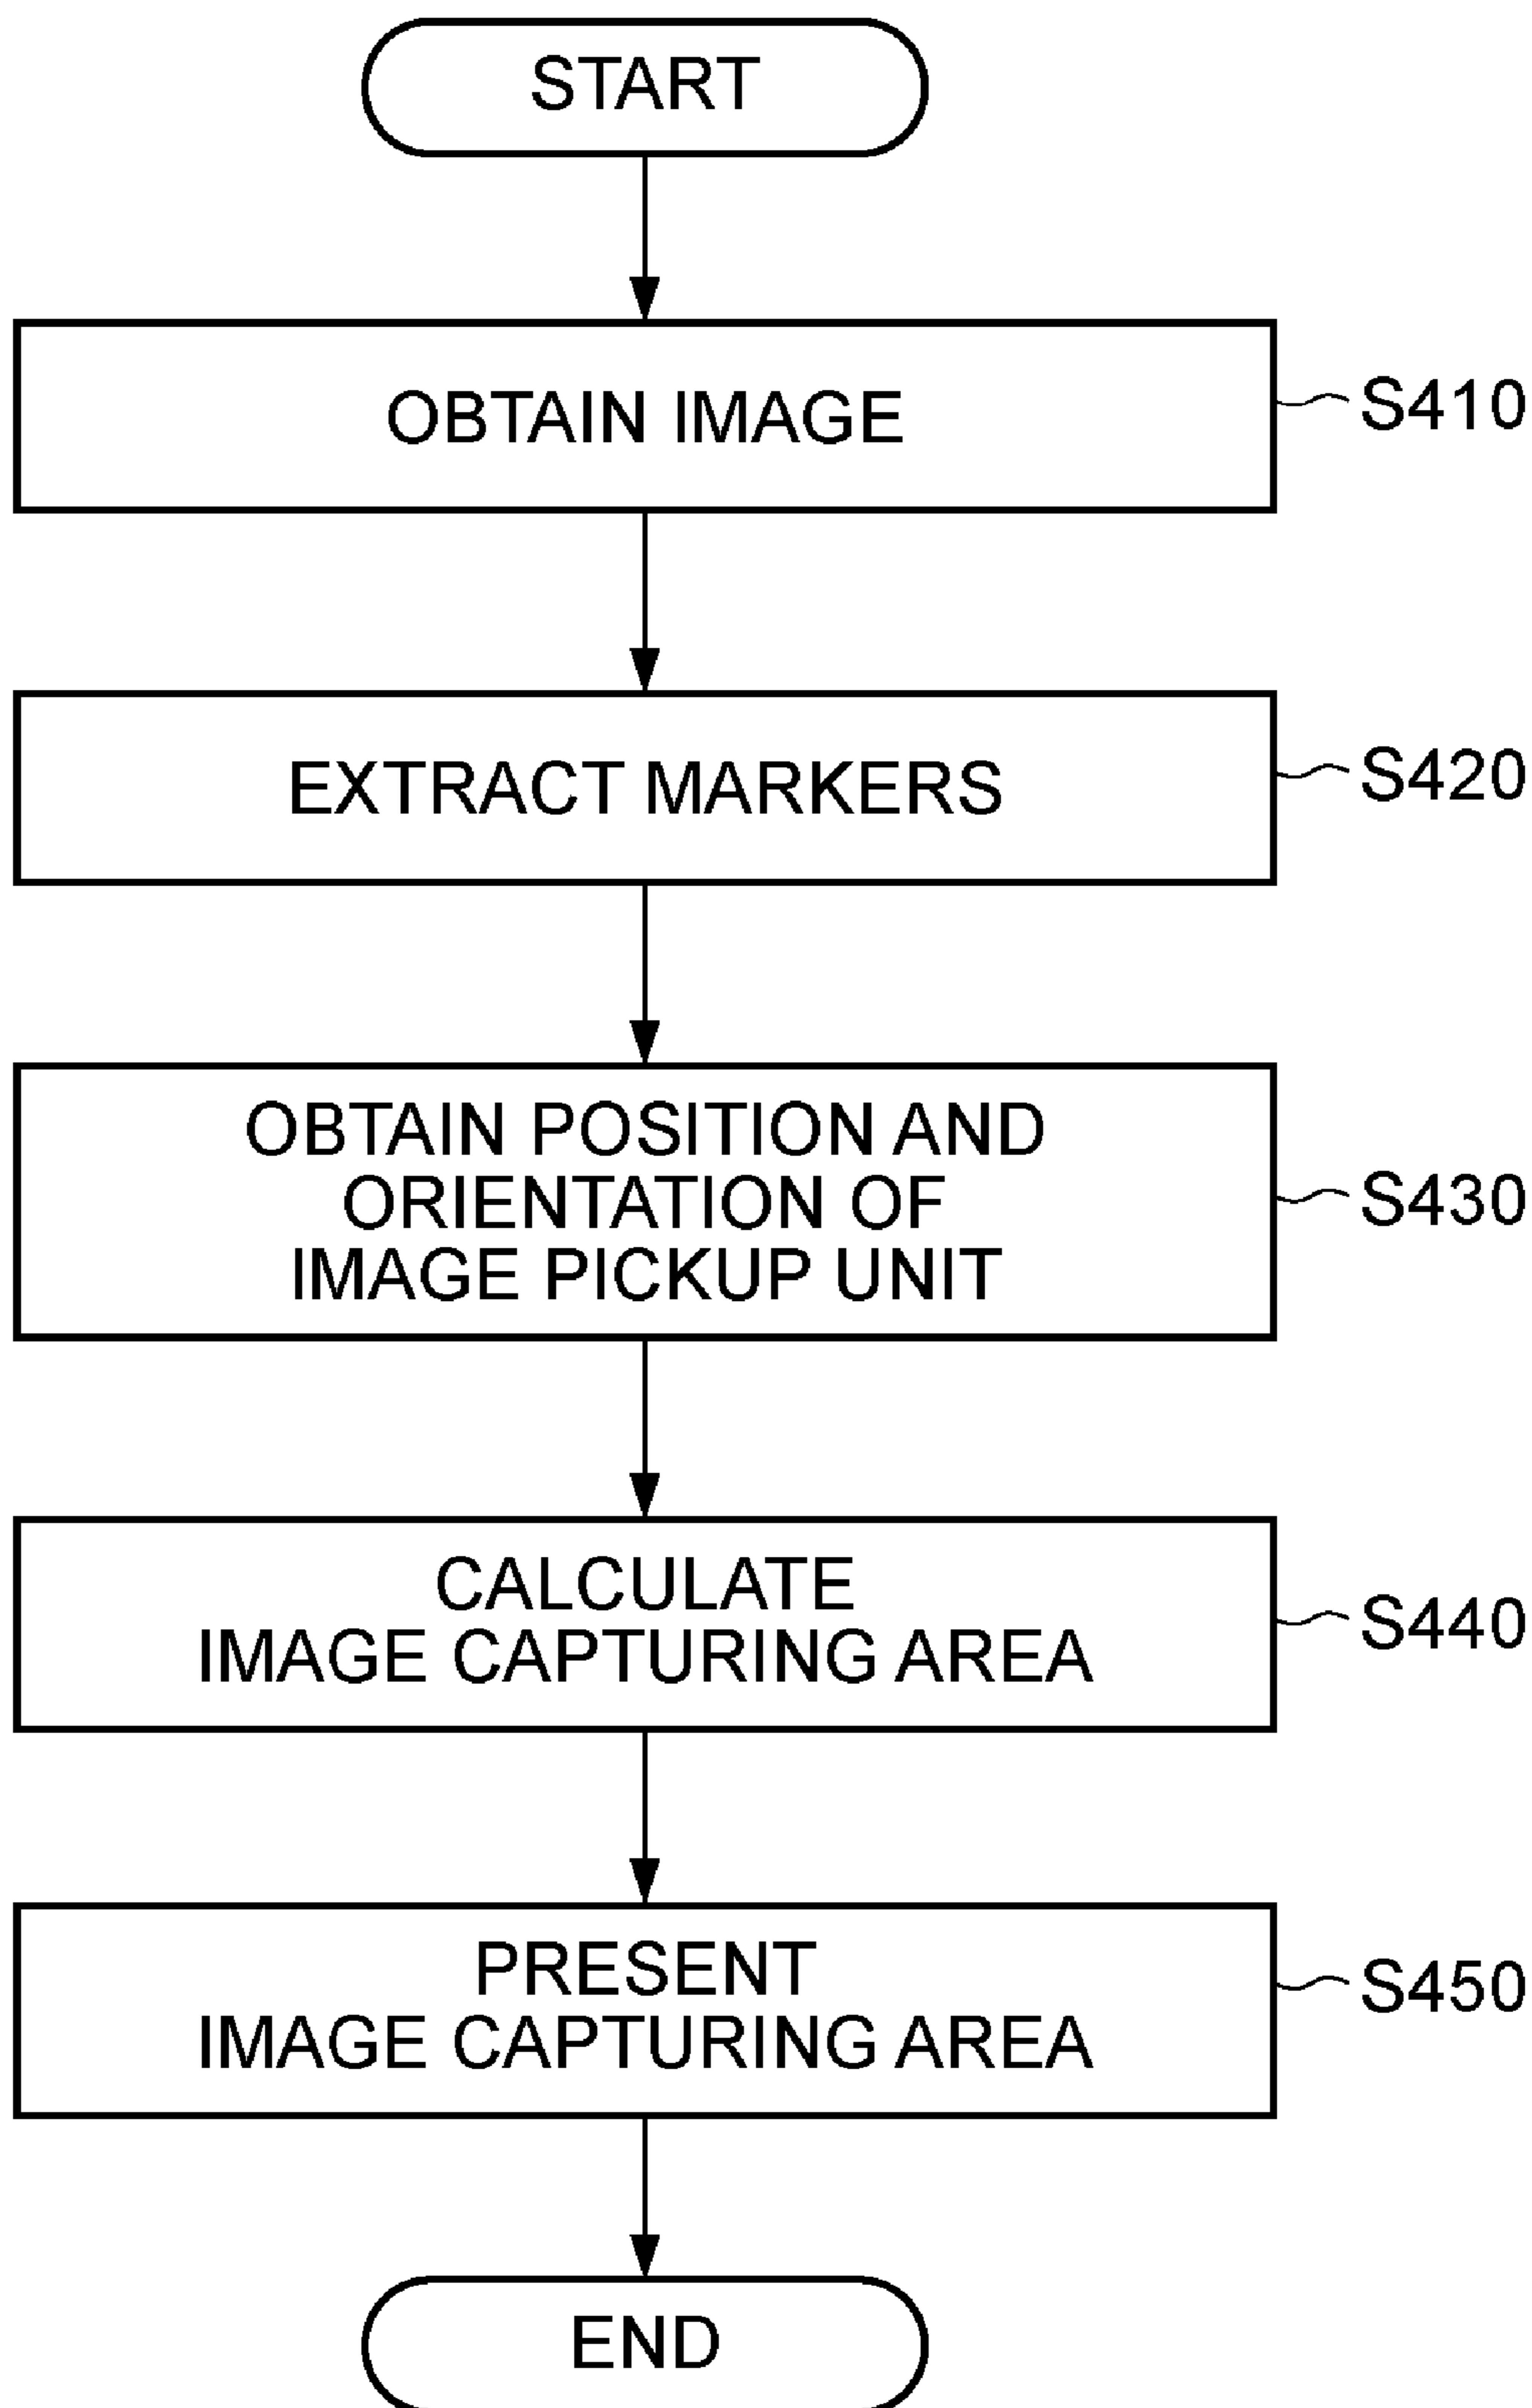 START
OBTAIN IMAGE
S410
EXTRACT MARKERS
S420
OBTAIN POSITION AND
ORIENTATION OF
IMAGE PICKUP UNIT
S430
CALCULATE
IMAGE CAPTURING AREA
S440
PRESENT
IMAGE CAPTURING AREA
S450
END